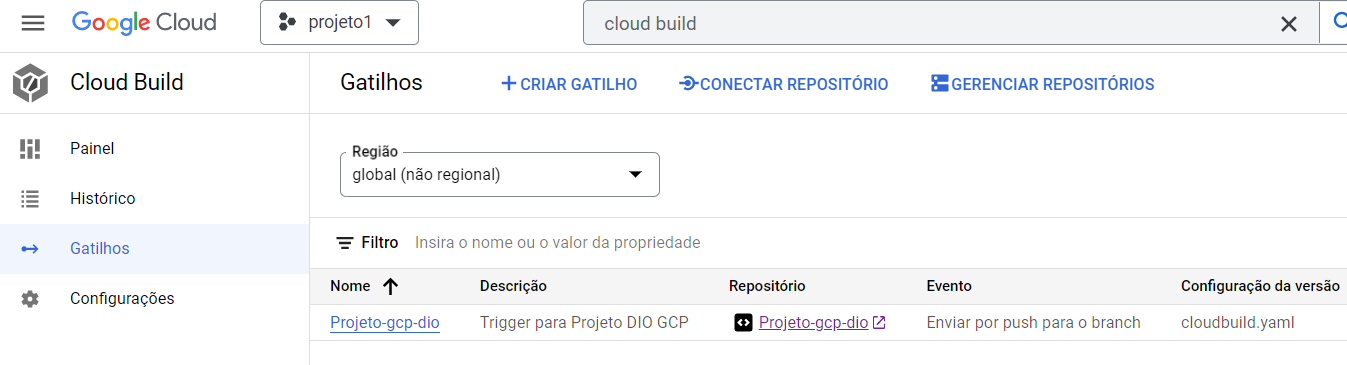 Google Cloud projeto1 cloud build
Cloud Build Gatilhos CRIAR GATILHO CONECTAR REPOSITÓRIO GERENCIAR REPOSITÓRIOS
Painel
Histórico
Gatilhos
Configurações
Região
global (não regional)
Filtro Insira o nome ou o valor da propriedade
Nome Descrição Repositório Evento Configuração da versão
Projeto-gcp-dio Trigger para Projeto DIO GCP Projeto-gcp-dio Enviar por push para o branch cloudbuild.yaml